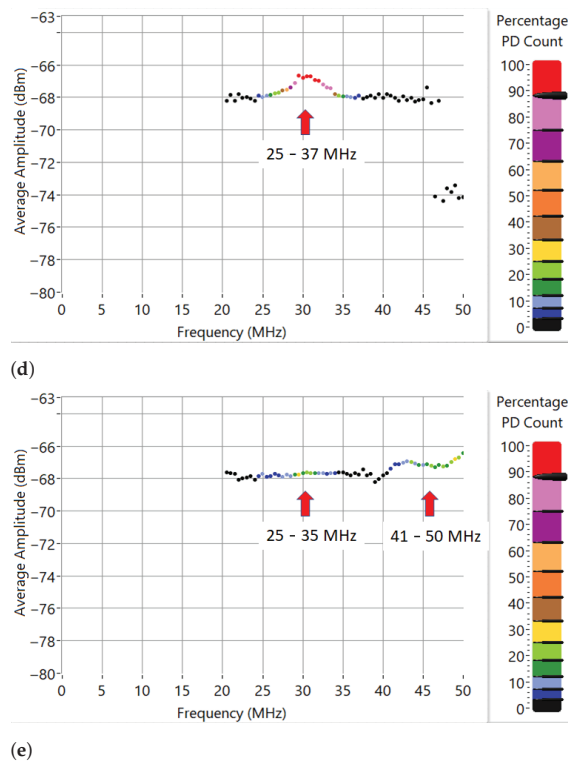 Percentage
PD Count
−63
−66
−68
−70
−72
−74
−76
−78
−80
Average Amplitude (dBm)
25 – 37 MHz
0 5 10 15 20 25 30 35 40 45 50
Frequency (MHz)
100
90
80
70
60
50
40
30
20
10
0
(d)
Percentage
PD Count
−63
−66
−68
−70
−72
−74
−76
−78
−80
Average Amplitude (dBm)
25 – 35 MHz 41 – 50 MHz
0 5 10 15 20 25 30 35 40 45 50
Frequency (MHz)
100
90
80
70
60
50
40
30
20
10
0
(e)